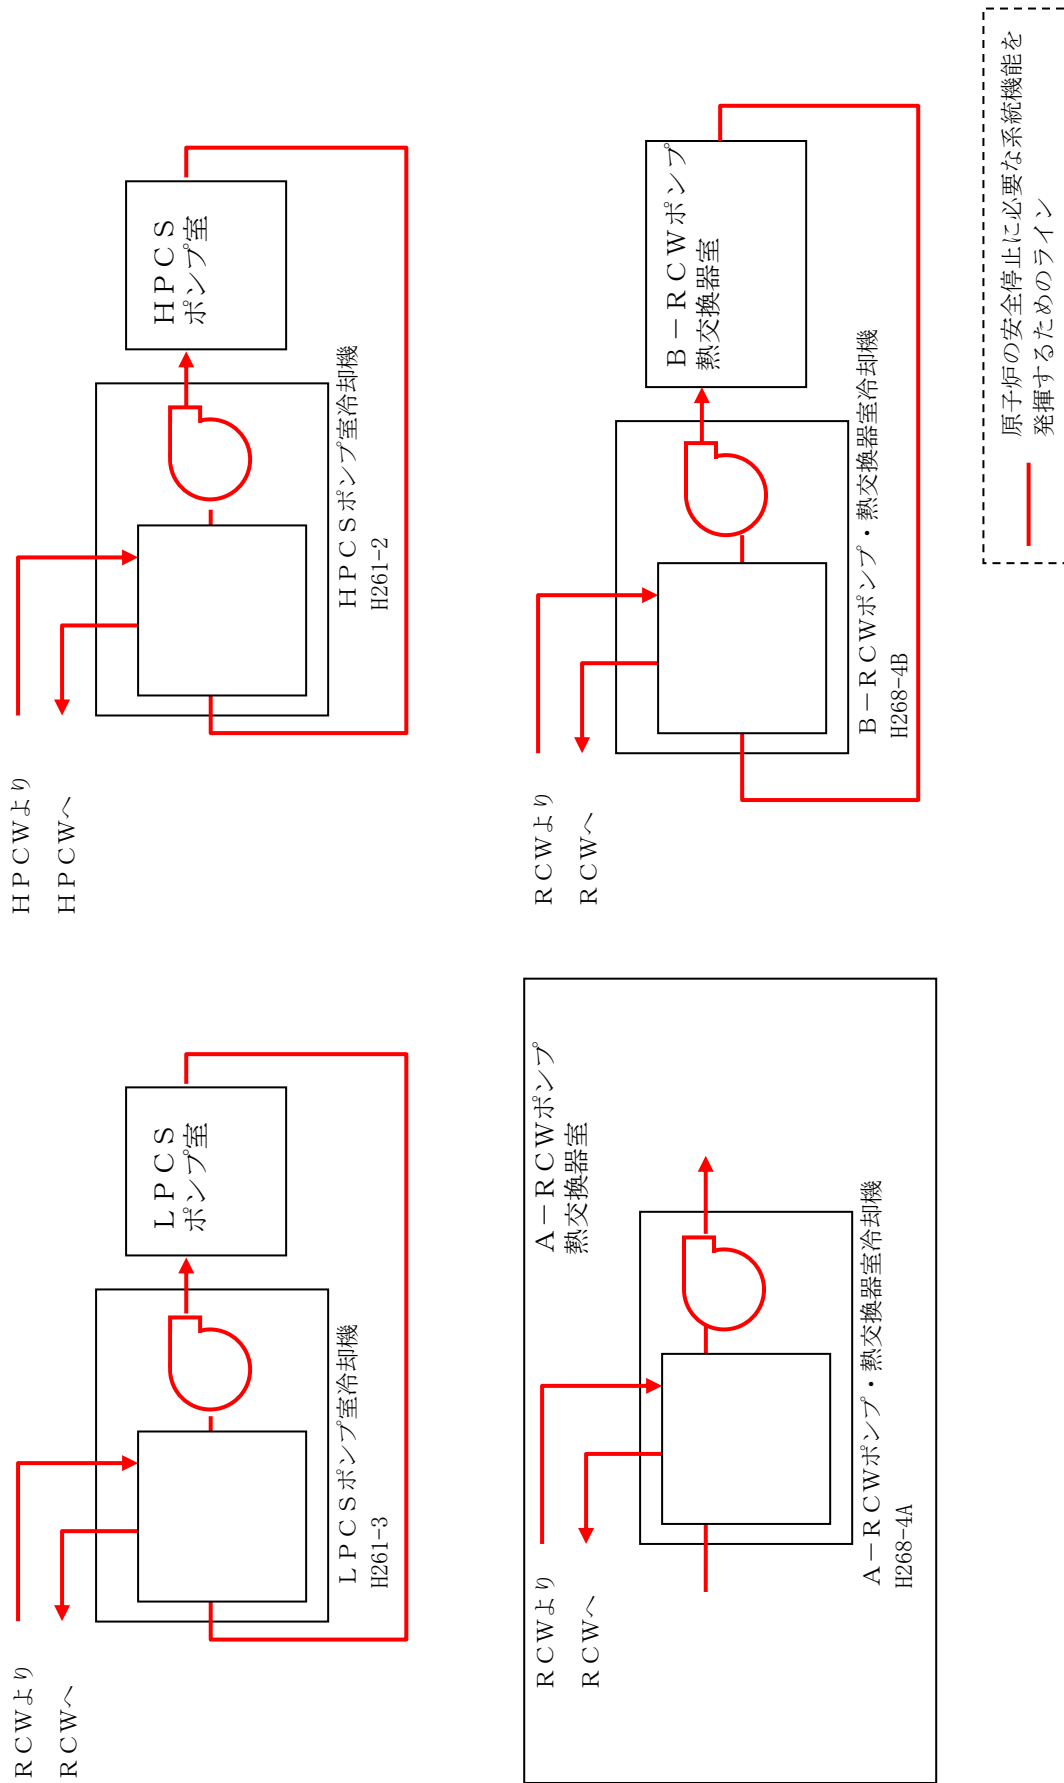 RCWより
RCWへ
LPCS
ポンプ室
LPCSポンプ室冷却機
H261-3
HPCWより
HPCWへ
HPCS
ポンプ室
HPCSポンプ室冷却機
H261-2
A－RCWポンプ
熱交換器室
RCWより
RCWへ
A－RCWポンプ・熱交換器室冷却機
H268-4A
RCWより
RCWへ
B－RCWポンプ
熱交換器室
B－RCWポンプ・熱交換器室冷却機
H268-4B
原子炉の安全停止に必要な系統機能を
発揮するためのライン